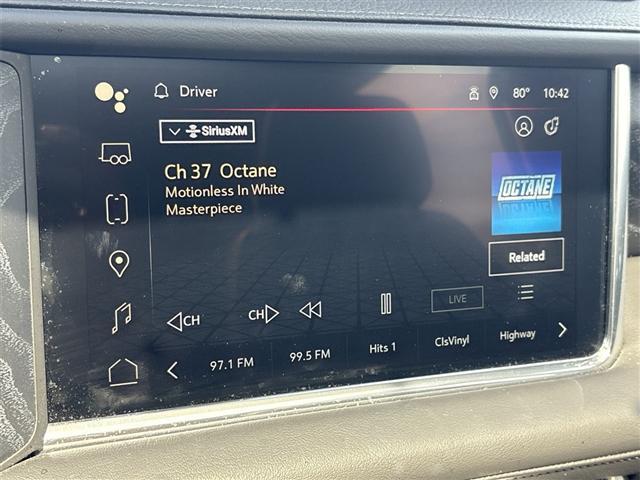 Driver
80° 10:42
SiriusXM
Ch 37 Octane
Motionless In White
Masterpiece
OCTANE
Related
CH
CH
LIVE
97.1 FM
99.5 FM
Hits 1
ClsVinyl
Highway